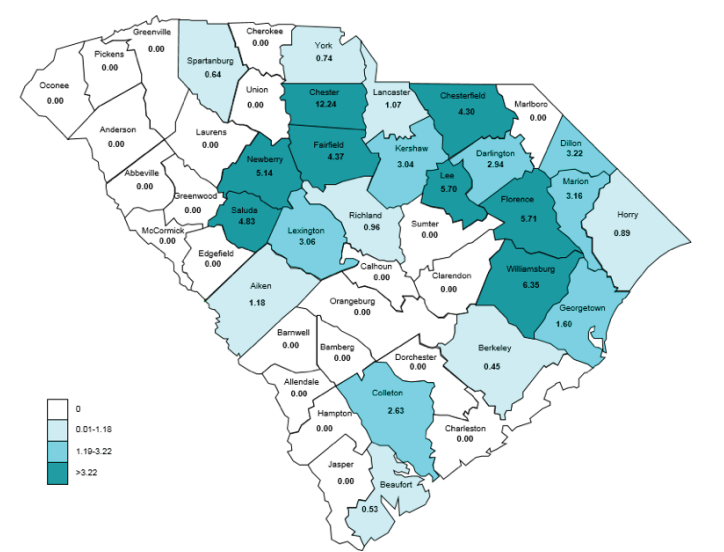 Greenville
0.00
Cherokee
0.00
York
0.74
Pickens
0.00
Spartanburg
0.64
Oconee
0.00
Union
0.00
Chester
12.24
Lancaster
1.07
Chesterfield
4.30
Marlboro
0.00
Anderson
0.00
Laurens
0.00
Dillon
3.22
Newberry
5.14
Fairfield
4.37
Kershaw
3.04
Darlington
2.94
Abbeville
0.00
Lee
5.70
Marion
3.16
Greenwood
0.00
Florence
5.71
Horry
0.89
Saluda
4.83
Richland
0.96
Sumter
0.00
McCormick
0.00
Lexington
3.06
Edgefield
0.00
Calhoun
0.00
Clarendon
0.00
Williamsburg
6.35
Aiken
1.18
Orangeburg
0.00
Georgetown
1.60
Barnwell
0.00
Bamberg
0.00
Dorchester
0.00
Berkeley
0.45
Allendale
0.00
Colleton
2.63
Hampton
0.00
Charleston
0.00
Jasper
0.00
Beaufort
0.53
0
0.01-1.18
1.19-3.22
>3.22